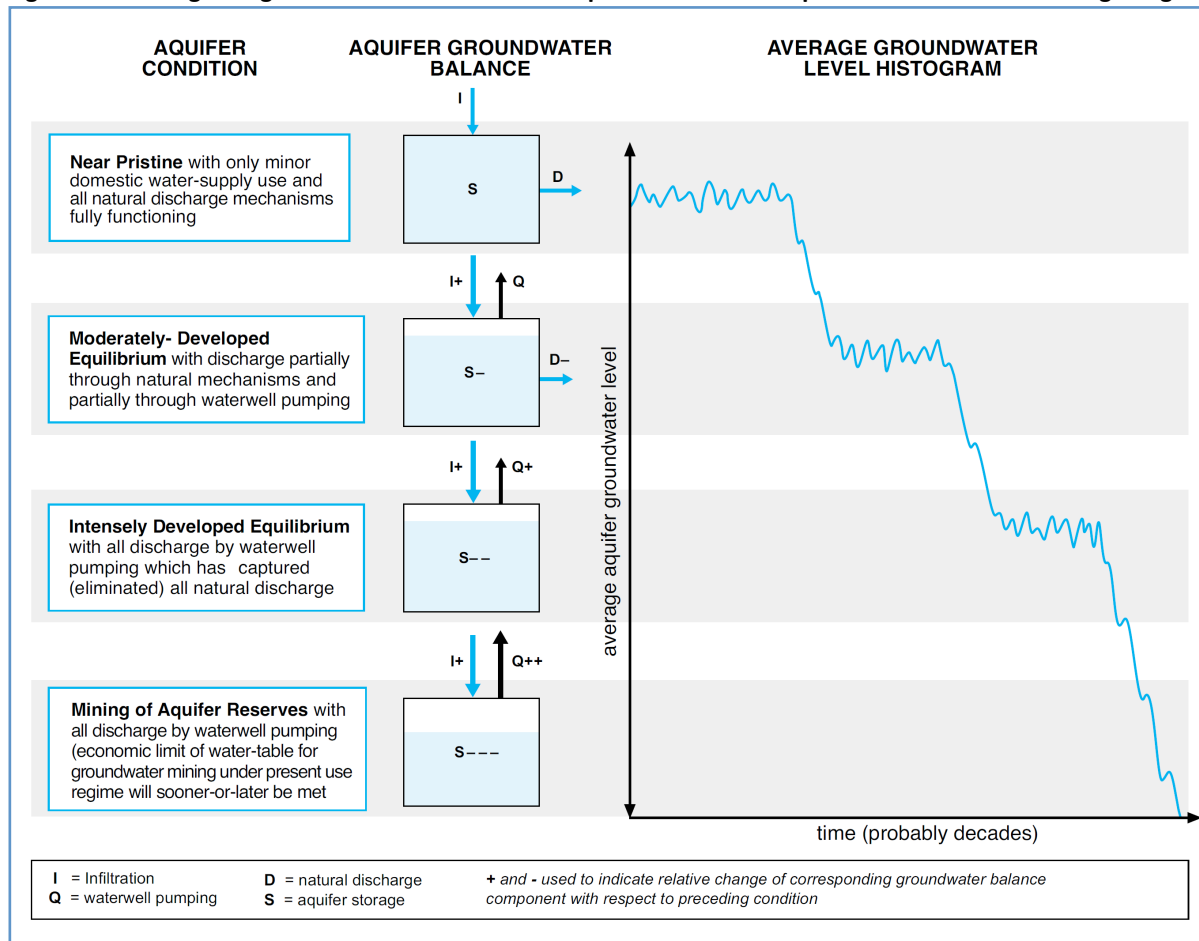 AQUIFER
CONDITION
AQUIFER GROUNDWATER
BALANCE
AVERAGE GROUNDWATER
LEVEL HISTOGRAM
I
Near Pristine with only minor
domestic water-supply use and
all natural discharge mechanisms
fully functioning
S
D
I+
Q
Moderately- Developed
Equilibrium with discharge partially
through natural mechanisms and
partially through waterwell pumping
S–
D–
I+
Q+
Intensely Developed Equilibrium
with all discharge by waterwell
pumping which has captured
(eliminated) all natural discharge
S– –
I+
Q++
Mining of Aquifer Reserves with
all discharge by waterwell pumping
(economic limit of water-table for
groundwater mining under present use
regime will sooner-or-later be met
S– – –
average aquifer groundwater level
time (probably decades)
I = Infiltration
Q = waterwell pumping
D = natural discharge
S = aquifer storage
+ and - used to indicate relative change of corresponding groundwater balance
component with respect to preceding condition